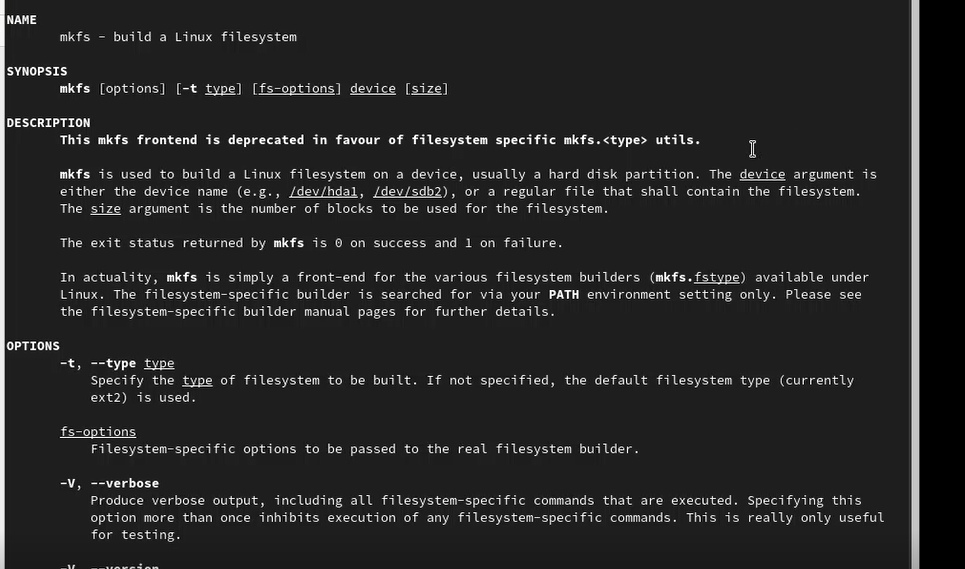 NAME
mkfs - build a Linux filesystem
SYNOPSIS
mkfs [options] [-t type] [fs-options] device [size]
DESCRIPTION
This mkfs frontend is deprecated in favour of filesystem specific mkfs.<type> utils.
mkfs is used to build a Linux filesystem on a device, usually a hard disk partition. The device argument is
either the device name (e.g., /dev/hda1, /dev/sdb2), or a regular file that shall contain the filesystem.
The size argument is the number of blocks to be used for the filesystem.
The exit status returned by mkfs is 0 on success and 1 on failure.
In actuality, mkfs is simply a front-end for the various filesystem builders (mkfs.fstype) available under
Linux. The filesystem-specific builder is searched for via your PATH environment setting only. Please see
the filesystem-specific builder manual pages for further details.
OPTIONS
-t, --type type
Specify the type of filesystem to be built. If not specified, the default filesystem type (currently
ext2) is used.
fs-options
Filesystem-specific options to be passed to the real filesystem builder.
-V, --verbose
Produce verbose output, including all filesystem-specific commands that are executed. Specifying this
option more than once inhibits execution of any filesystem-specific commands. This is really only useful
for testing.
-V, --version